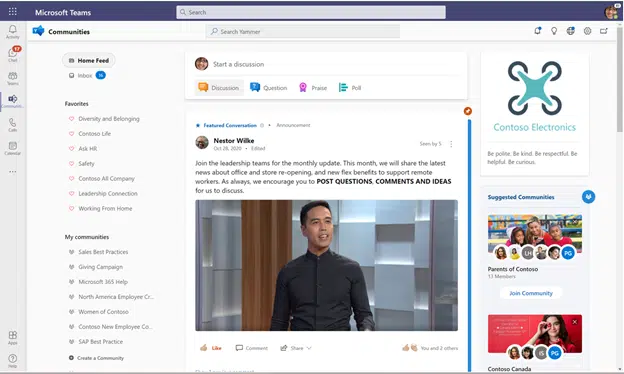 Microsoft Teams
Search
Activity
Chat
17
Teams
Calls
Calendar
Apps
Help
Communities
Search Yammer
Home Feed
Inbox
Favorites
Diversity and Belonging
Contoso Life
Ask HR
Safety
Contoso All Company
Leadership Connection
Working From Home
My communities
Sales Best Practices
Giving Campaign
Microsoft 365 Help
North America Employee Cr...
Women of Contoso
Contoso New Employee Co...
SAP Best Practice
Create a Community
Start a discussion
Discussion
Question
Praise
Poll
Featured Conversation
Announcement
Nestor Wilke
Oct 28, 2020 • Edited
Seen by 5
Join the leadership teams for the monthly update. This month, we will share the latest
news about office and store re-opening, and new flex benefits to support remote
workers. As always, we encourage you to POST QUESTIONS, COMMENTS AND IDEAS
for us to discuss.
Like
Comment
Share
You and 2 others
Contoso Electronics
Be polite. Be kind. Be respectful. Be
helpful. Be curious.
Suggested Communities
LH
PG
Parents of Contoso
13 Members
Join Community
IS
PG
Contoso Canada